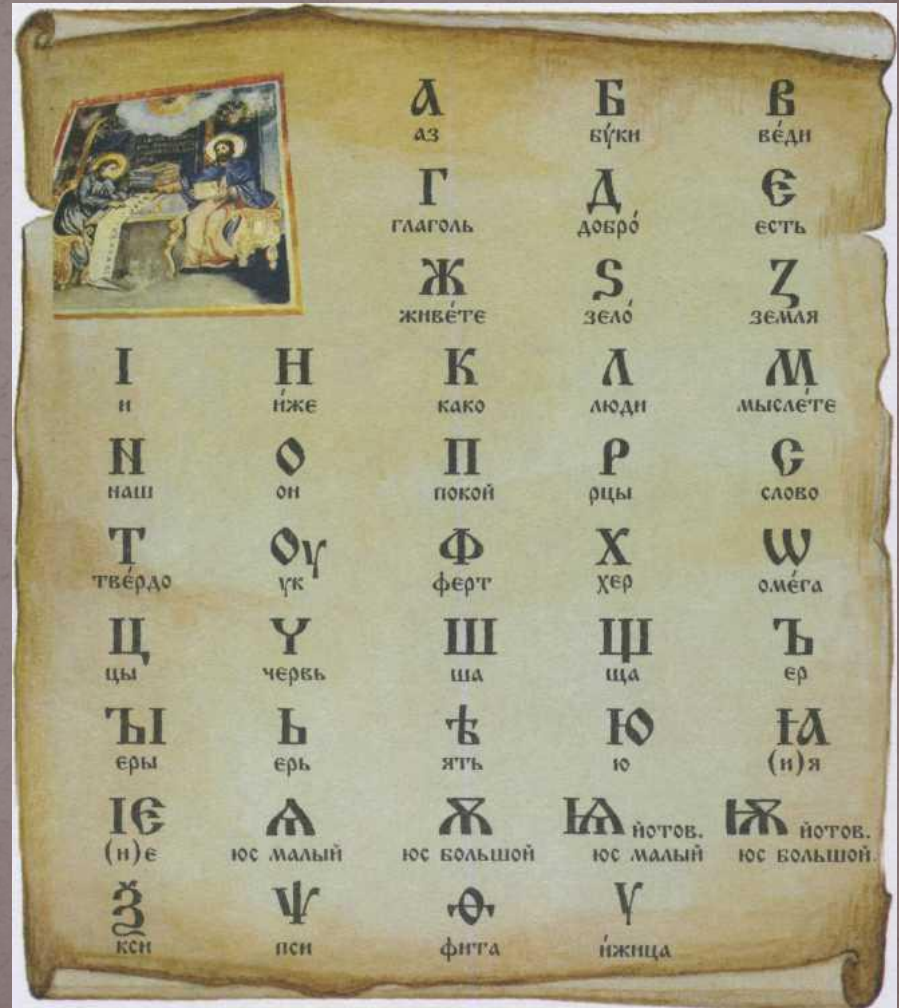 А Б В
аз бу́ки ве́ди
Г Д Є
глаголь добро́ єсть
Ж Ѕ Ꙁ
живе́те зело́ земля
І Н К Л М
и и́же како люди мысле́те
N О П Р С
наш он покой рцы слово
Т Оу Ф Х Ѡ
тве́рдо ук ферт хер оме́га
Ц Ҁ Ш Щ Ъ
цы червь ша ща ер
ЪІ Ь Ѣ Ю Ꙗ
еры ерь ять ю (и)я
Ѥ Ѧ Ѫ Ѩ йотов. Ѭ йотов.
(и)е юс малый юс большой юс малый юс большой
Ѯ Ѱ Ѳ Ѵ
кси пси фита и́жица